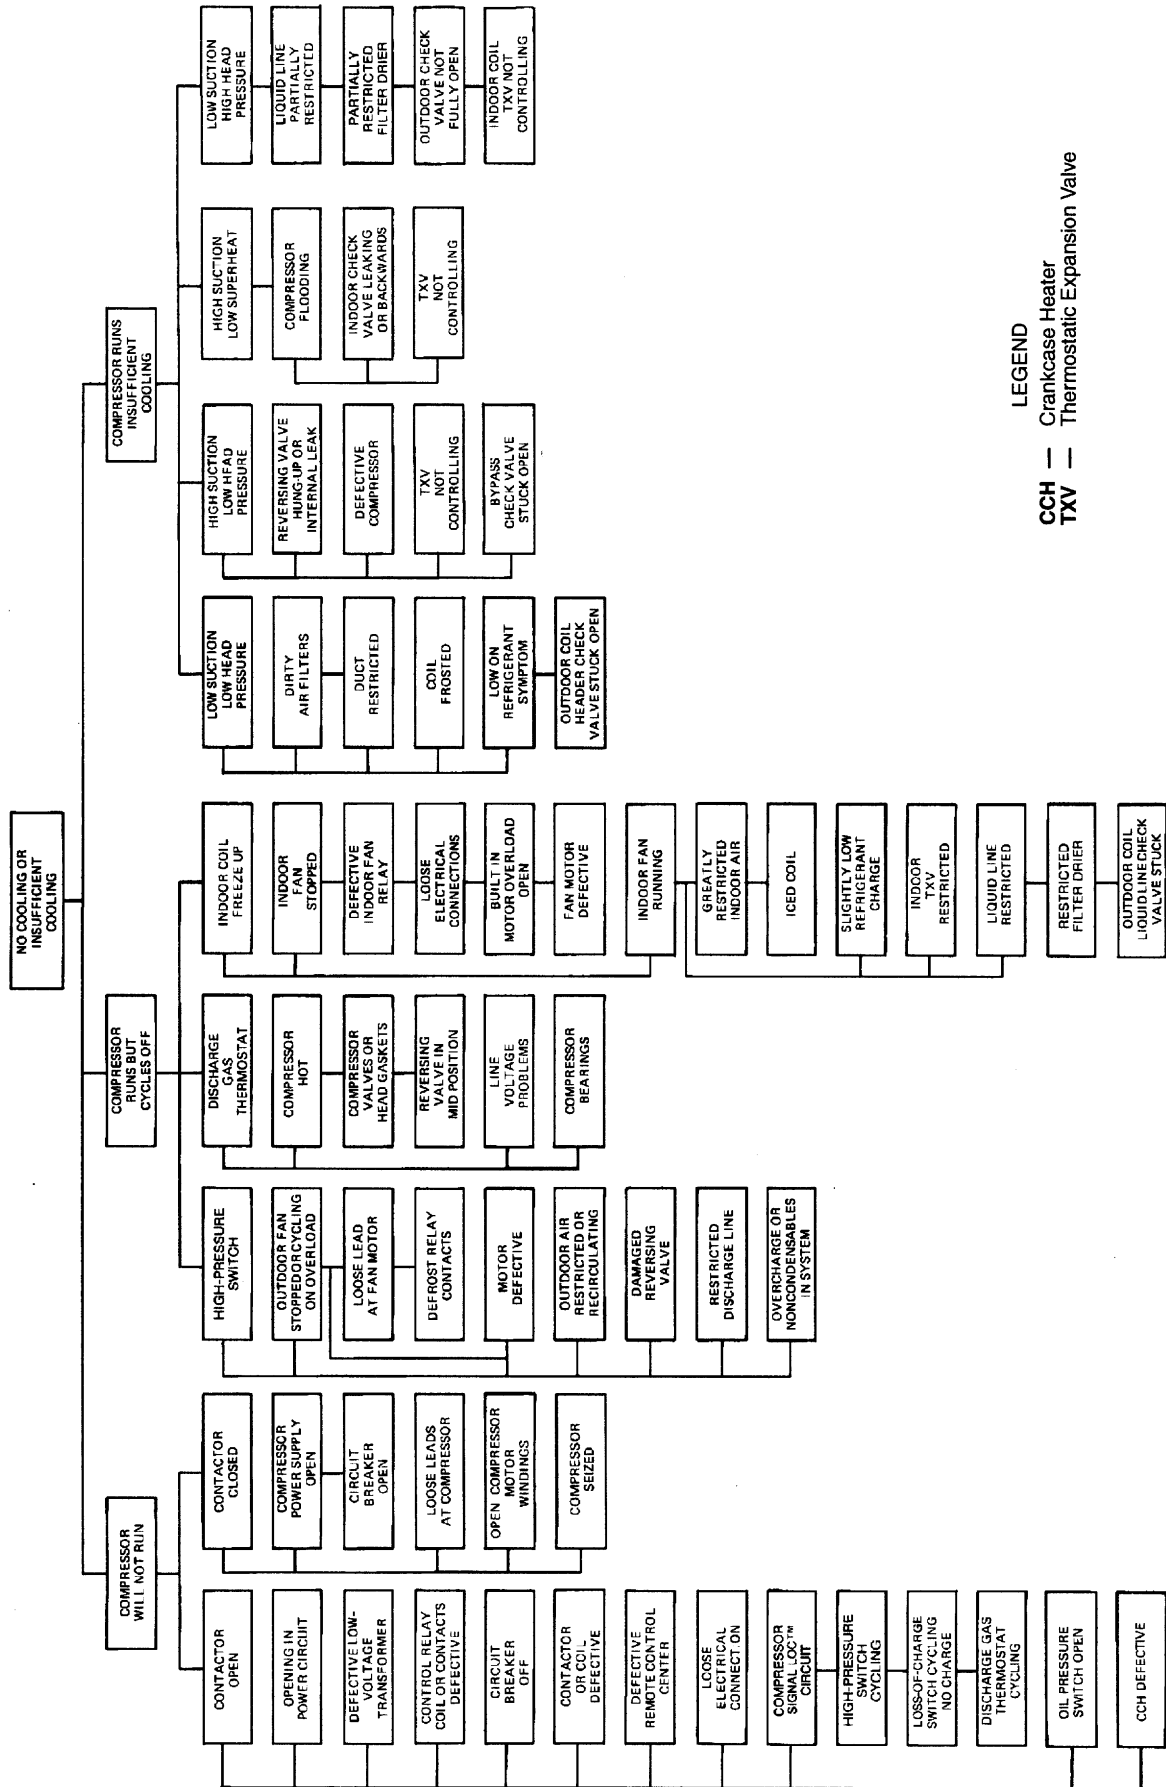 NO COOLING OR
INSUFFICIENT
COOLING
COMPRESSOR
WILL NOT RUN
CONTACTOR
OPEN
OPENING IN
POWER CIRCUIT
DEFECTIVE LOW-
VOLTAGE
TRANSFORMER
CONTROL RELAY
COIL OR CONTACTS
DEFECTIVE
CIRCUIT
BREAKER
OFF
CONTACTOR
OR COIL
DEFECTIVE
DEFECTIVE
REMOTE CONTROL
CENTER
LOOSE
ELECTRICAL
CONNECT.ON
COMPRESSOR
SIGNAL LOC™
CIRCUIT
HIGH-PRESSURE
SWITCH
CYCLING
LOSS-OF-CHARGE
SWITCH CYCLING
NO CHARGE
DISCHARGE GAS
THERMOSTAT
CYCLING
OIL PRESSURE
SWITCH OPEN
CCH DEFECTIVE
CONTACTOR
CLOSED
COMPRESSOR
POWER SUPPLY
OPEN
CIRCUIT
BREAKER
OPEN
LOOSE LEADS
AT COMPRESSOR
OPEN COMPRESSOR
MOTOR
WINDINGS
COMPRESSOR
SEIZED
COMPRESSOR
RUNS BUT
CYCLES OFF
HIGH-PRESSURE
SWITCH
OUTDOOR FAN
STOPPED OR CYCLING
ON OVERLOAD
LOOSE LEAD
AT FAN MOTOR
DEFROST RELAY
CONTACTS
MOTOR
DEFECTIVE
OUTDOOR AIR
RESTRICTED OR
RECIRCULATING
DAMAGED
REVERSING
VALVE
RESTRICTED
DISCHARGE LINE
OVERCHARGE OR
NONCONDENSABLES
IN SYSTEM
DISCHARGE
GAS
THERMOSTAT
COMPRESSOR
HOT
COMPRESSOR
VALVES OR
HEAD GASKETS
REVERSING
VALVE IN
MID POSITION
LINE
VOLTAGE
PROBLEMS
COMPRESSOR
BEARINGS
INDOOR COIL
FREEZE UP
INDOOR
FAN
STOPPED
DEFECTIVE
INDOOR FAN
RELAY
LOOSE
ELECTRICAL
CONNECTIONS
BUILT IN
MOTOR OVERLOAD
OPEN
FAN MOTOR
DEFECTIVE
INDOOR FAN
RUNNING
GREATLY
RESTRICTED
INDOOR AIR
ICED COIL
SLIGHTLY LOW
REFRIGERANT
CHARGE
INDOOR
TXV
RESTRICTED
LIQUID LINE
RESTRICTED
RESTRICTED
FILTER DRIER
OUTDOOR COIL
LIQUID LINE CHECK
VALVE STUCK
COMPRESSOR RUNS
INSUFFICIENT
COOLING
LOW SUCTION
LOW HEAD
PRESSURE
DIRTY
AIR FILTERS
DUCT
RESTRICTED
COIL
FROSTED
LOW ON
REFRIGERANT
SYMPTOM
OUTDOOR COIL
HEADER CHECK
VALVE STUCK OPEN
HIGH SUCTION
LOW HEAD
PRESSURE
REVERSING VALVE
HUNG-UP OR
INTERNAL LEAK
DEFECTIVE
COMPRESSOR
TXV
NOT
CONTROLLING
BYPASS
CHECK VALVE
STUCK OPEN
HIGH SUCTION
LOW SUPERHEAT
COMPRESSOR
FLOODING
INDOOR CHECK
VALVE LEAKING
OR BACKWARDS
TXV
NOT
CONTROLLING
LOW SUCTION
HIGH HEAD
PRESSURE
LIQUID LINE
PARTIALLY
RESTRICTED
PARTIALLY
RESTRICTED
FILTER DRIER
OUTDOOR CHECK
VALVE NOT
FULLY OPEN
INDOOR COIL
TXV NOT
CONTROLLING
LEGEND
CCH — Crankcase Heater
TXV — Thermostatic Expansion Valve